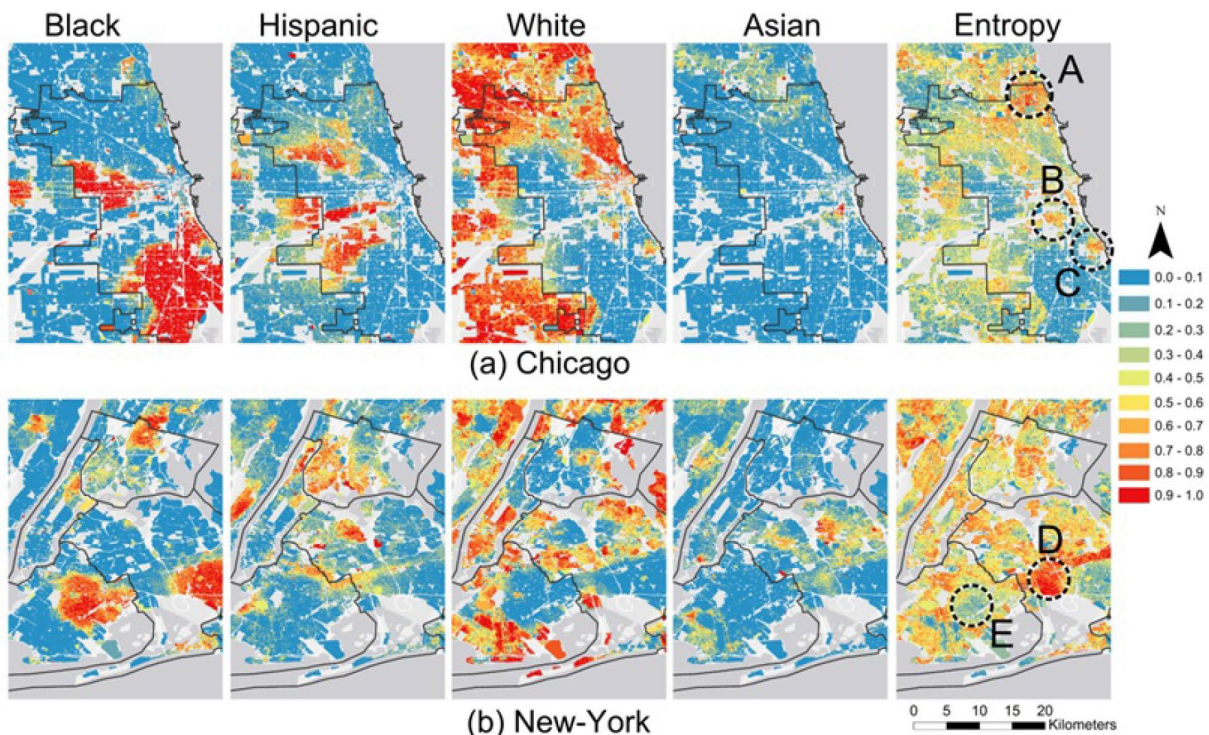 Black Hispanic White Asian Entropy
A
B
C
N
0.0 - 0.1
0.1 - 0.2
0.2 - 0.3
0.3 - 0.4
0.4 - 0.5
0.5 - 0.6
0.6 - 0.7
0.7 - 0.8
0.8 - 0.9
0.9 - 1.0
(a) Chicago
D
E
(b) New-York
0 5 10 15 20
Kilometers